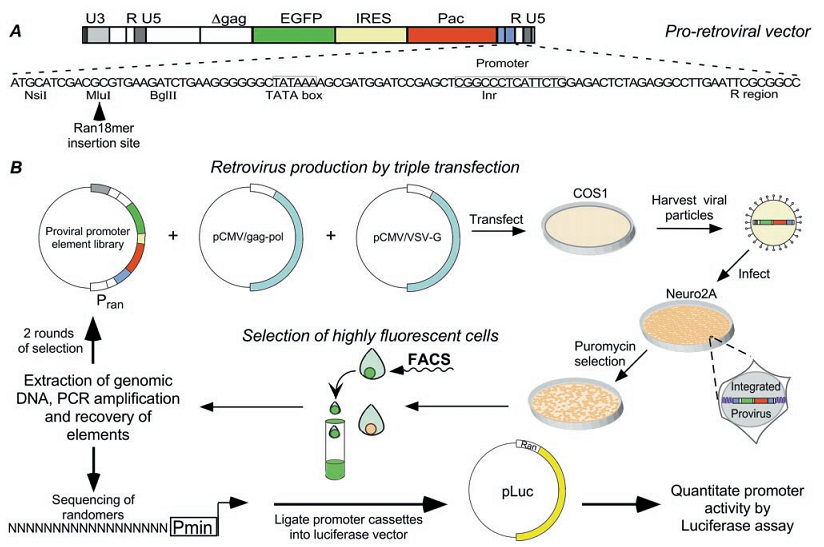 A
U3 R U5 Δgag EGFP IRES Pac R U5
Pro-retroviral vector
Promoter
ATGCATCGACGCGTGAAGATCTGAAGGGGGGCTATAAAAGCGATGGATCCGAGCTCGGCCCTCATTCTGGAGACTCTAGAGGCCTTGAATTCGCGGCC
NsiI MluI BglII TATA box Inr R region
Ran18mer
insertion site
B
Retrovirus production by triple transfection
Proviral promoter
element library
+
pCMV/gag-pol
+
pCMV/VSV-G
Transfect
COS1
Harvest viral
particles
Pran
Infect
Neuro2A
2 rounds
of selection
Selection of highly fluorescent cells
FACS
Puromycin
selection
Integrated
Provirus
Extraction of genomic
DNA, PCR amplification
and recovery of
elements
Sequencing of
randomers
NNNNNNNNNNNNNNNNNN Pmin
Ligate promoter cassettes
into luciferase vector
Ran
pLuc
Quantitate promoter
activity by
Luciferase assay